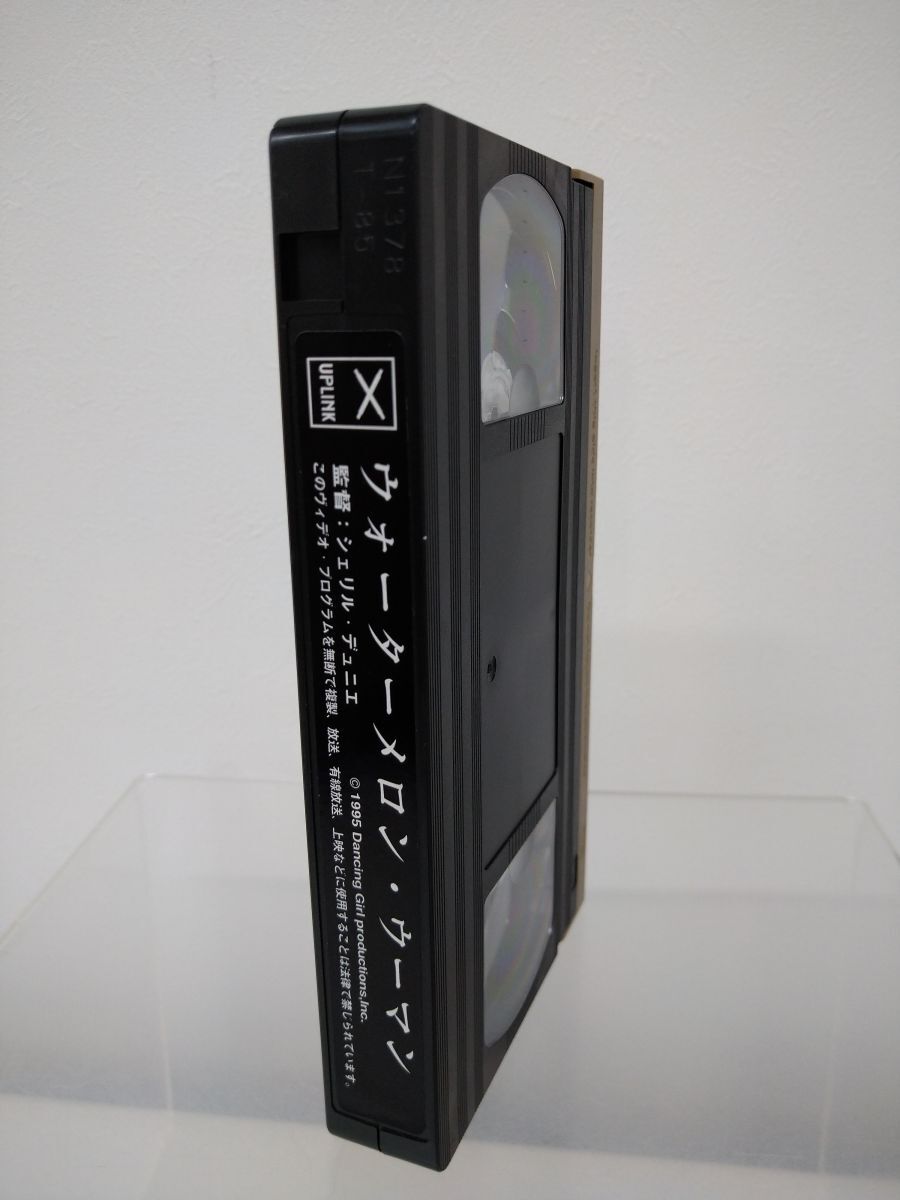 N1378
T-85
UPLINK
ウォーターメロン・ウーマン
監督：シェリル・デュニエ
© 1995 Dancing Girl productions,Inc.
このヴィデオ・プログラムを無断で複製、放送、有線放送、上映などに使用することは法律で禁じられています。